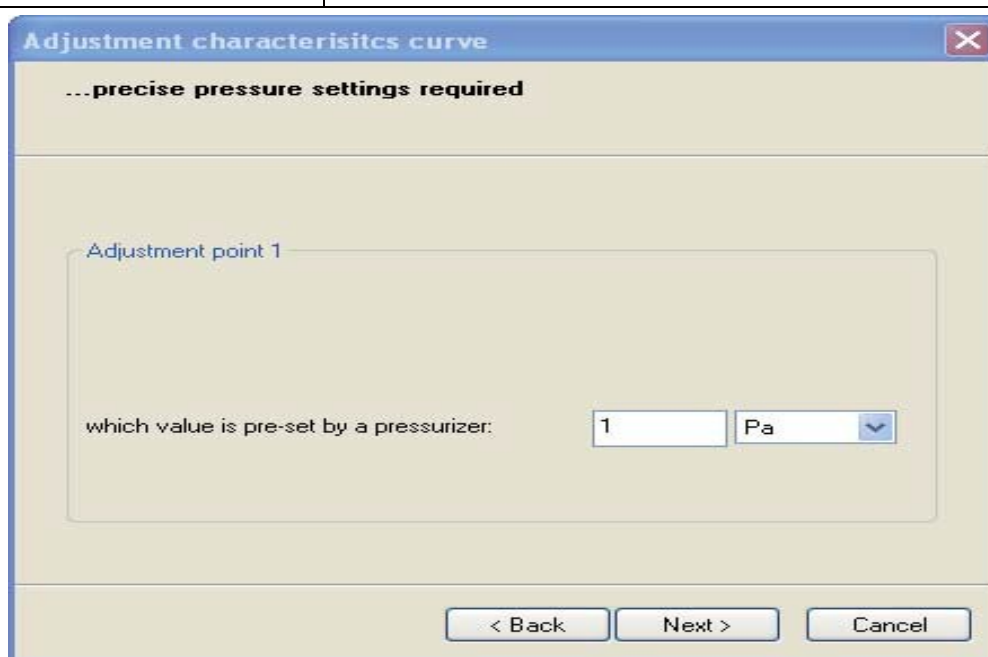 Adjustment characterisitcs curve
...precise pressure settings required
Adjustment point 1
which value is pre-set by a pressurizer: 1 Pa
< Back Next > Cancel